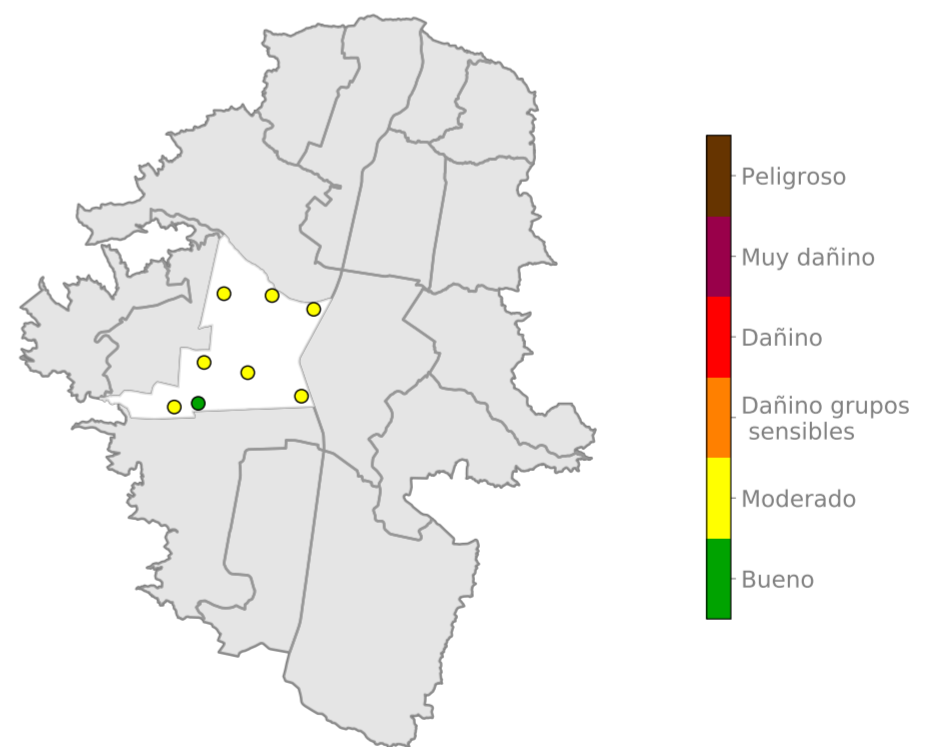 Peligroso
Muy dañino
Dañino
Dañino grupos
sensibles
Moderado
Bueno